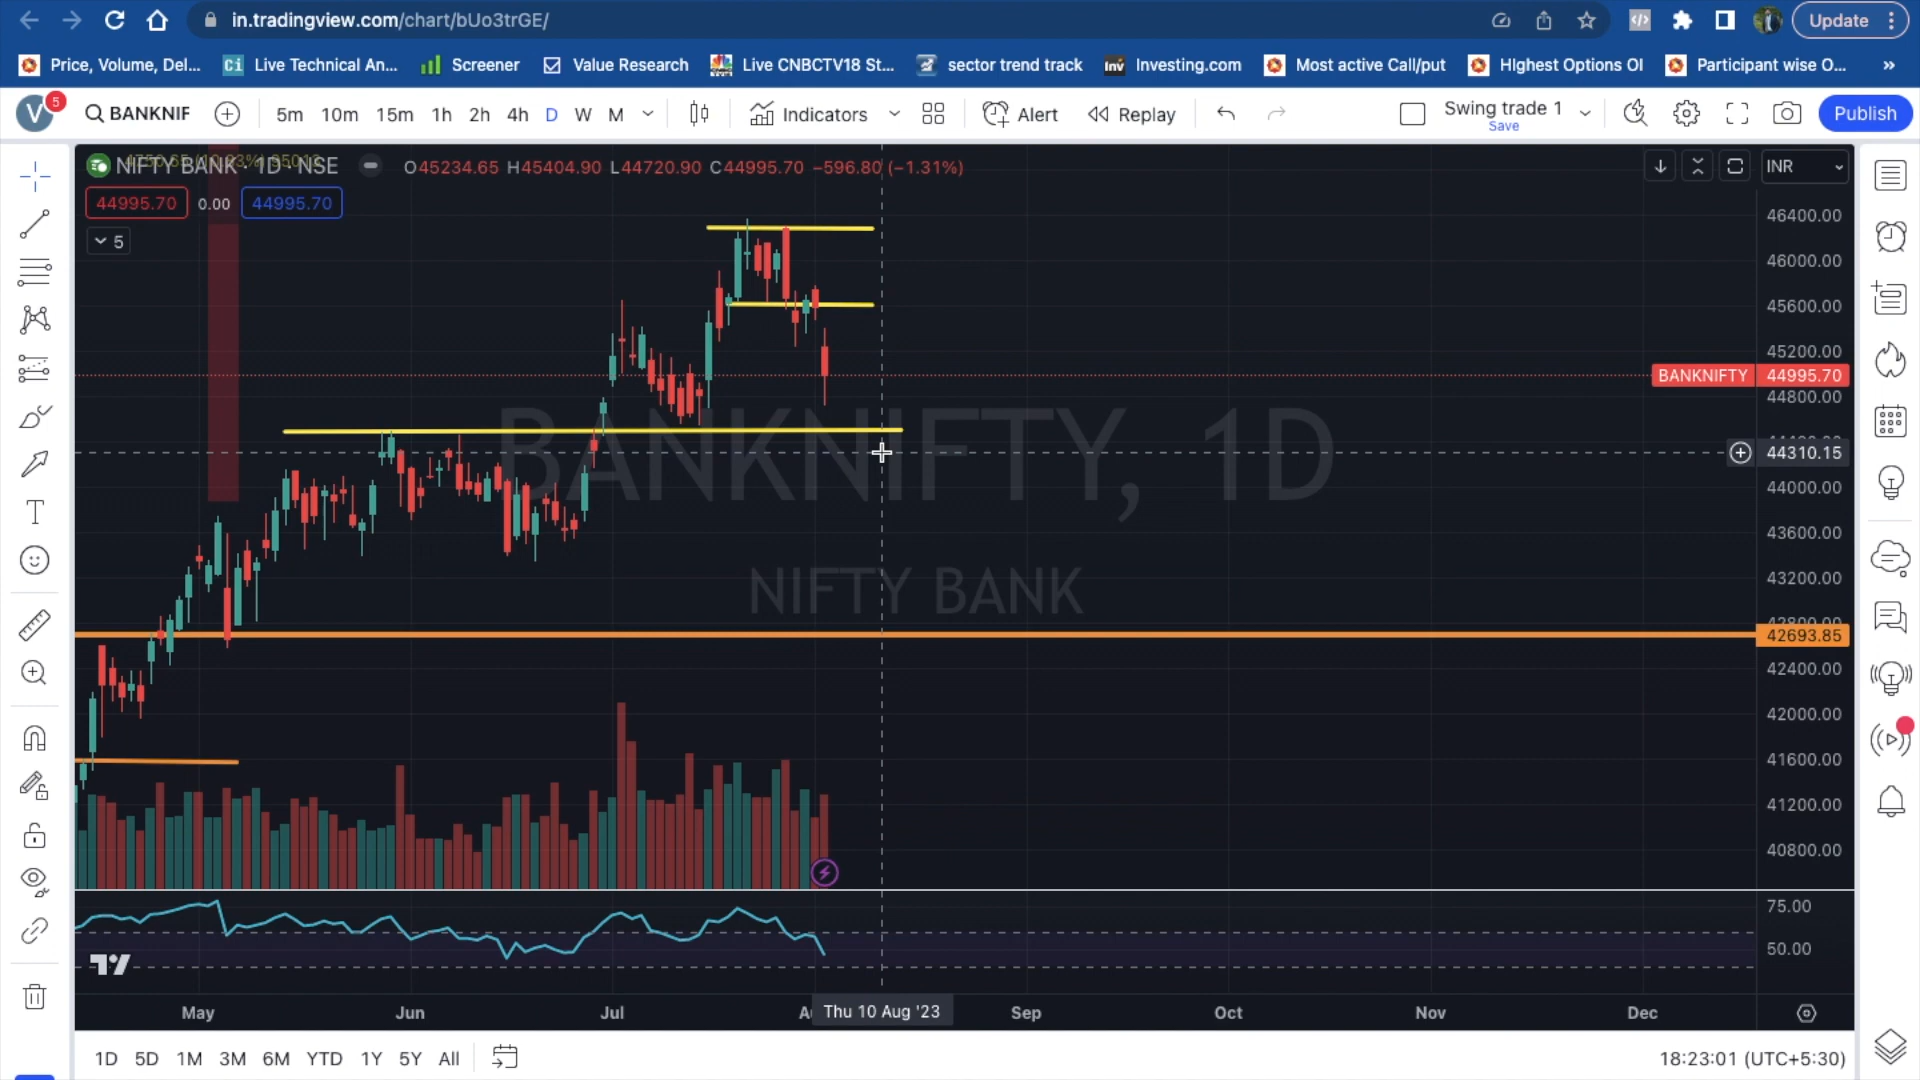 in.tradingview.com/chart/bUo3trGE/
Update
Price, Volume, Del...
Live Technical An...
Screener
Value Research
Live CNBCTV18 St...
sector trend track
Investing.com
Most active Call/put
HIghest Options OI
Participant wise O...
»
V 5
BANKNIF
5m 10m 15m 1h 2h 4h D W M
Indicators
Alert
Replay
Swing trade 1
Save
Publish
NIFTY BANK · 1D · NSE
O45234.65 H45404.90 L44720.90 C44995.70 −596.80 (−1.31%)
INR
44995.70 0.00 44995.70
5
46400.00
46000.00
45600.00
45200.00
BANKNIFTY 44995.70
44800.00
BANKNIFTY, 1D
44310.15
44000.00
43600.00
NIFTY BANK
43200.00
42693.85
42400.00
42000.00
41600.00
41200.00
40800.00
75.00
50.00
May Jun Jul Thu 10 Aug '23 Sep Oct Nov Dec
1D 5D 1M 3M 6M YTD 1Y 5Y All
18:23:01 (UTC+5:30)